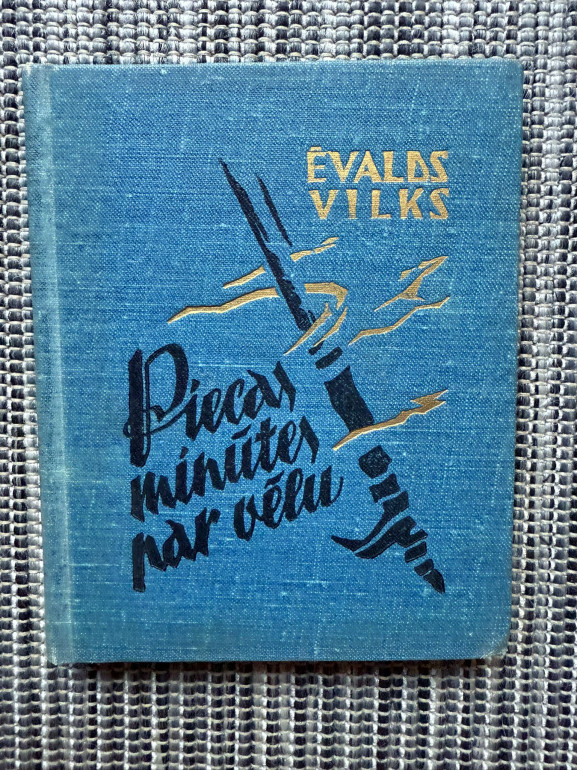 ĒVALDS
VILKS
Piecas
minūtes
par vēlu